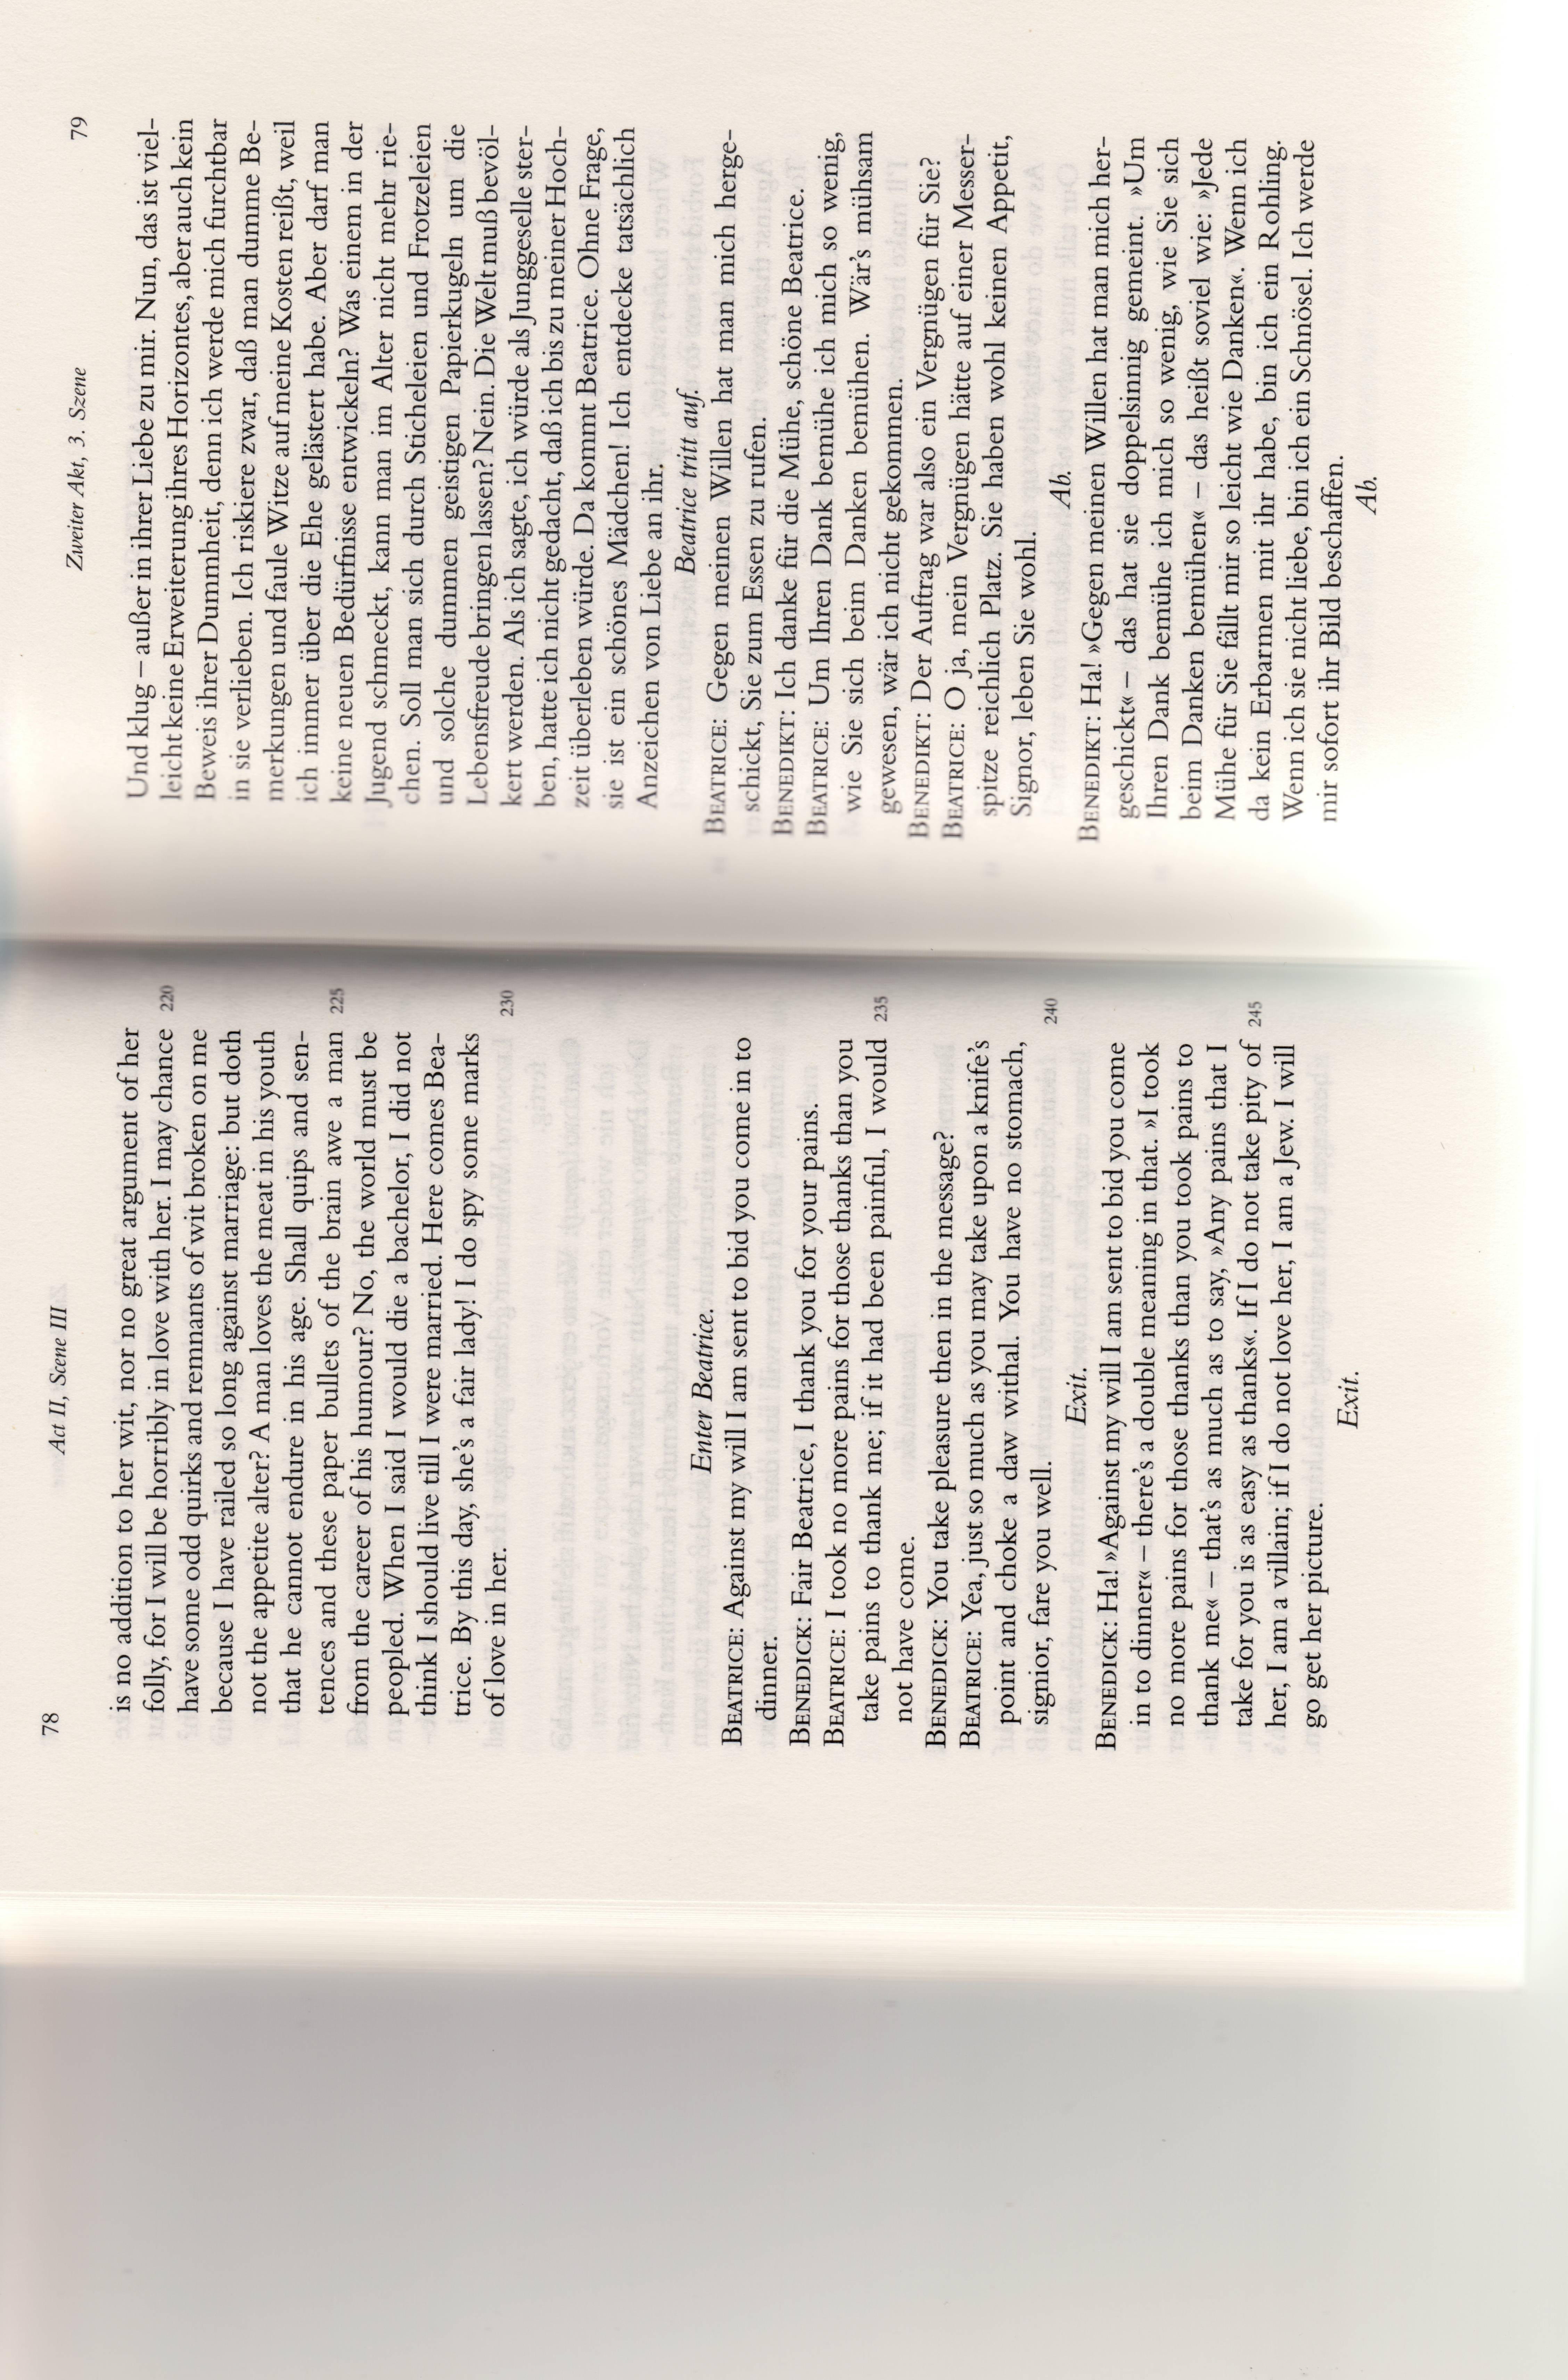 78
Act II, Scene III
is no addition to her wit, nor no great argument of her
folly, for I will be horribly in love with her. I may chance 220
have some odd quirks and remnants of wit broken on me
because I have railed so long against marriage: but doth
not the appetite alter? A man loves the meat in his youth
that he cannot endure in his age. Shall quips and sen-
tences and these paper bullets of the brain awe a man 225
from the career of his humour? No, the world must be
peopled. When I said I would die a bachelor, I did not
think I should live till I were married. Here comes Bea-
trice. By this day, she's a fair lady! I do spy some marks
of love in her. 230
Enter Beatrice.
BEATRICE: Against my will I am sent to bid you come in to
dinner.
BENEDICK: Fair Beatrice, I thank you for your pains.
BEATRICE: I took no more pains for those thanks than you
take pains to thank me; if it had been painful, I would 235
not have come.
BENEDICK: You take pleasure then in the message?
BEATRICE: Yea, just so much as you may take upon a knife's
point and choke a daw withal. You have no stomach,
signior, fare you well. 240
Exit.
BENEDICK: Ha! »Against my will I am sent to bid you come
in to dinner« – there's a double meaning in that. »I took
no more pains for those thanks than you took pains to
thank me« – that's as much as to say, »Any pains that I
take for you is as easy as thanks«. If I do not take pity of 245
her, I am a villain; if I do not love her, I am a Jew. I will
go get her picture.
Exit.
Zweiter Akt, 3. Szene
79
Und klug – außer in ihrer Liebe zu mir. Nun, das ist viel-
leicht keine Erweiterung ihres Horizontes, aber auch kein
Beweis ihrer Dummheit, denn ich werde mich furchtbar
in sie verlieben. Ich riskiere zwar, daß man dumme Be-
merkungen und faule Witze auf meine Kosten reißt, weil
ich immer über die Ehe gelästert habe. Aber darf man
keine neuen Bedürfnisse entwickeln? Was einem in der
Jugend schmeckt, kann man im Alter nicht mehr rie-
chen. Soll man sich durch Sticheleien und Frotzeleien
und solche dummen geistigen Papierkugeln um die
Lebensfreude bringen lassen? Nein. Die Welt muß bevöl-
kert werden. Als ich sagte, ich würde als Junggeselle ster-
ben, hatte ich nicht gedacht, daß ich bis zu meiner Hoch-
zeit überleben würde. Da kommt Beatrice. Ohne Frage,
sie ist ein schönes Mädchen! Ich entdecke tatsächlich
Anzeichen von Liebe an ihr.
Beatrice tritt auf.
BEATRICE: Gegen meinen Willen hat man mich herge-
schickt, Sie zum Essen zu rufen.
BENEDIKT: Ich danke für die Mühe, schöne Beatrice.
BEATRICE: Um Ihren Dank bemühe ich mich so wenig,
wie Sie sich beim Danken bemühen. Wär's mühsam
gewesen, wär ich nicht gekommen.
BENEDIKT: Der Auftrag war also ein Vergnügen für Sie?
BEATRICE: O ja, mein Vergnügen hätte auf einer Messer-
spitze reichlich Platz. Sie haben wohl keinen Appetit,
Signor, leben Sie wohl.
Ab.
BENEDIKT: Ha! »Gegen meinen Willen hat man mich her-
geschickt« – das hat sie doppelsinnig gemeint. »Um
Ihren Dank bemühe ich mich so wenig, wie Sie sich
beim Danken bemühen« – das heißt soviel wie: »Jede
Mühe für Sie fällt mir so leicht wie Danken«. Wenn ich
da kein Erbarmen mit ihr habe, bin ich ein Rohling.
Wenn ich sie nicht liebe, bin ich ein Schnösel. Ich werde
mir sofort ihr Bild beschaffen.
Ab.